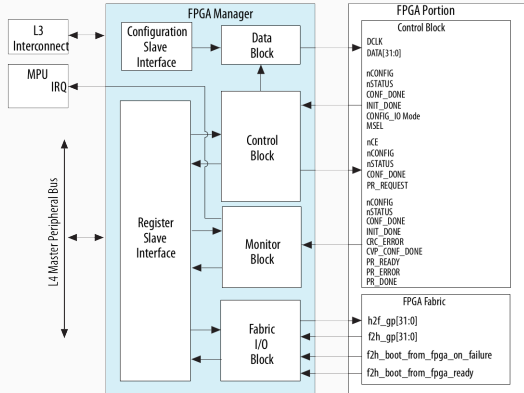 FPGA Manager
FPGA Portion
L3
Interconnect
MPU
IRQ
L4 Master Peripheral Bus
Configuration
Slave
Interface
Data
Block
Register
Slave
Interface
Control
Block
Monitor
Block
Fabric
I/O
Block
Control Block
DCLK
DATA[31:0]
nCONFIG
nSTATUS
CONF_DONE
INIT_DONE
CONFIG_IO Mode
MSEL
nCE
nCONFIG
nSTATUS
CONF_DONE
PR_REQUEST
nCONFIG
nSTATUS
CONF_DONE
INIT_DONE
CRC_ERROR
CVP_CONF_DONE
PR_READY
PR_ERROR
PR_DONE
FPGA Fabric
h2f_gp[31:0]
f2h_gp[31:0]
f2h_boot_from_fpga_on_failure
f2h_boot_from_fpga_ready